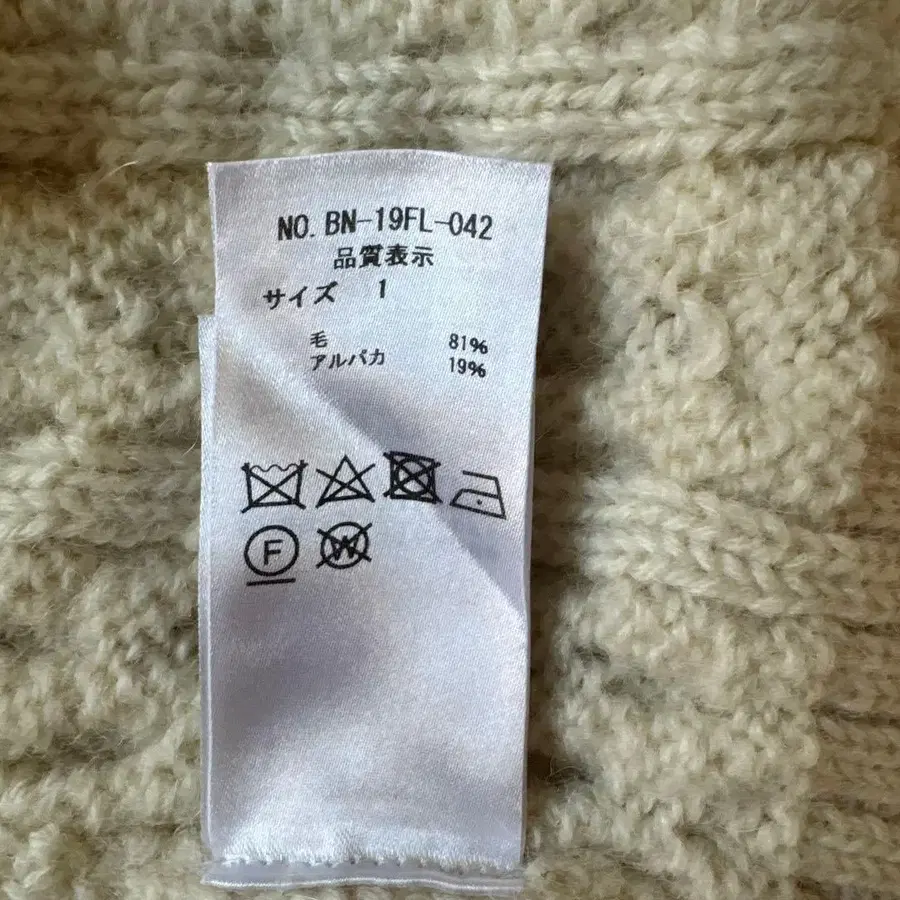 NO. BN-19FL-042
品質表示
サイズ 1
毛 81%
アルパカ 19%
F W